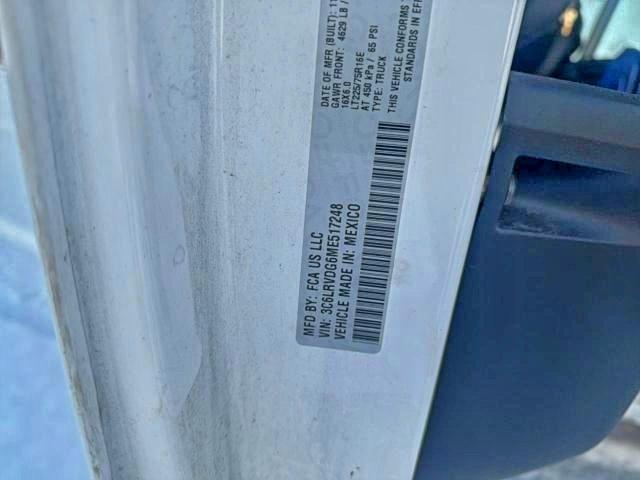 MFD BY: FCA US LLC
VIN: 3C6LRVDG6ME517248
VEHICLE MADE IN: MEXICO
DATE OF MFR (BUILT): 11
GAWR FRONT: 4629 LB /
16X6.0
LT225/75R16E
AT 450 kPa / 65 PSI
TYPE: TRUCK
THIS VEHICLE CONFORMS
STANDARDS IN EFF